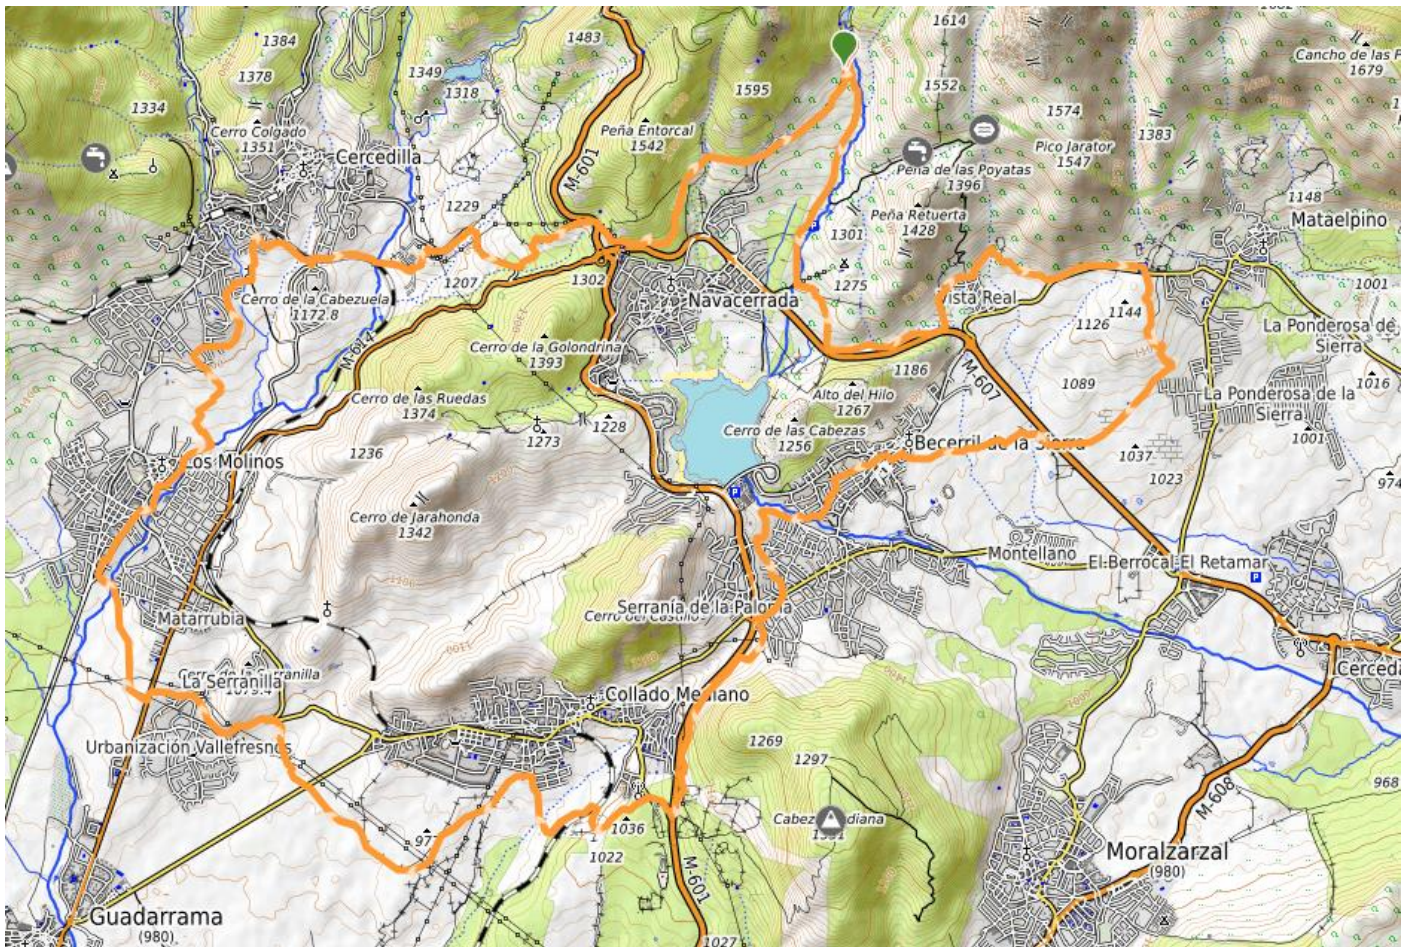 1614
1384
1483
1349
Cancho de las F
1679
1378
1318
1595
1552
1574
1334
Cerro Colgado
1351
Peña Entorcal
1542
1383
Cercedilla
M-601
Pico Jarator
1547
Peña de las Poyatas
1396
1148
1229
Peña Retuerta
1428
Mataelpino
1301
1207
1302
1275
1001
Cerro de la Cabezuela
1172.8
Navacerrada
Vista Real
1144
1126
La Ponderosa de
Sierra
M-614
Cerro de la Golondrina
1393
1186
M-607
1089
1016
Cerro de las Ruedas
1374
Alto del Hilo
1267
La Ponderosa de la
Sierra
1228
1273
Cerro de las Cabezas
1256
1236
Becerril de la Sierra
1001
1037
1023
974
Los Molinos
Cerro de Jarahonda
1342
Montellano
El Berrocal-El Retamar
Matarrubia
Serranía de la Paloma
Cerro del Castillo
1100
Cerceda
La Serranilla
1079.4
Collado Mediano
Urbanización Vallefresnos
1269
1297
968
M-608
977
1036
1022
1331
M-601
Moralzarzal
(980)
Guadarrama
(980)
1027